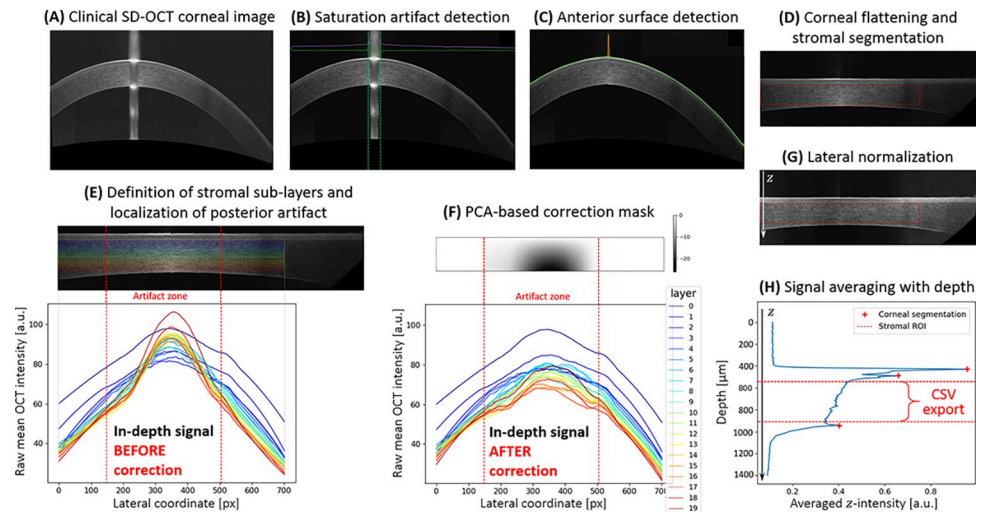 (A) Clinical SD-OCT corneal image
(B) Saturation artifact detection
(C) Anterior surface detection
(D) Corneal flattening and
stromal segmentation
(G) Lateral normalization
z
(E) Definition of stromal sub-layers and
localization of posterior artifact
Artifact zone
Raw mean OCT intensity [a.u.]
100
80
60
40
In-depth signal
BEFORE
correction
0 100 200 300 400 500 600 700
Lateral coordinate [px]
(F) PCA-based correction mask
0
−10
−20
Artifact zone
Raw mean OCT intensity [a.u.]
100
80
60
40
In-depth signal
AFTER
correction
0 100 200 300 400 500 600 700
Lateral coordinate [px]
layer
0
1
2
3
4
5
6
7
8
9
10
11
12
13
14
15
16
17
18
19
(H) Signal averaging with depth
z
Corneal segmentation
Stromal ROI
Depth [µm]
0
200
400
600
800
1000
1200
1400
CSV
export
0.2 0.4 0.6 0.8
Averaged z-intensity [a.u.]